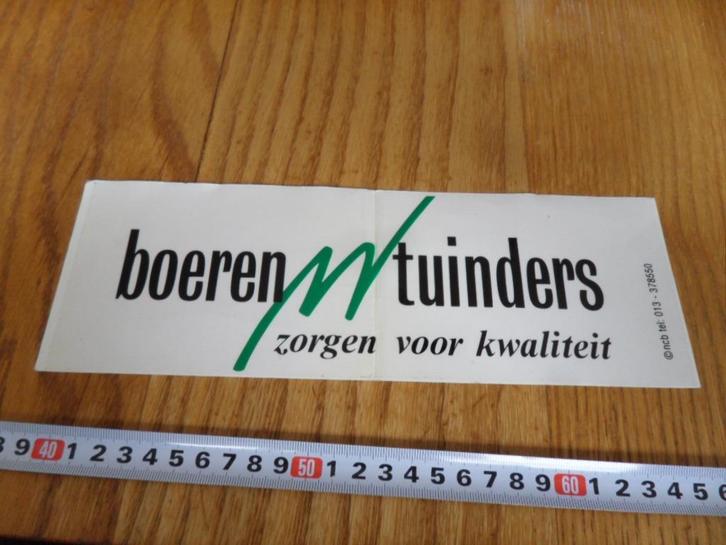 boeren tuinders
zorgen voor kwaliteit
©ncb tel: 013 - 378550
9 40 1 2 3 4 5 6 7 8 9 50 1 2 3 4 5 6 7 8 9 60 1 2 3 4 5